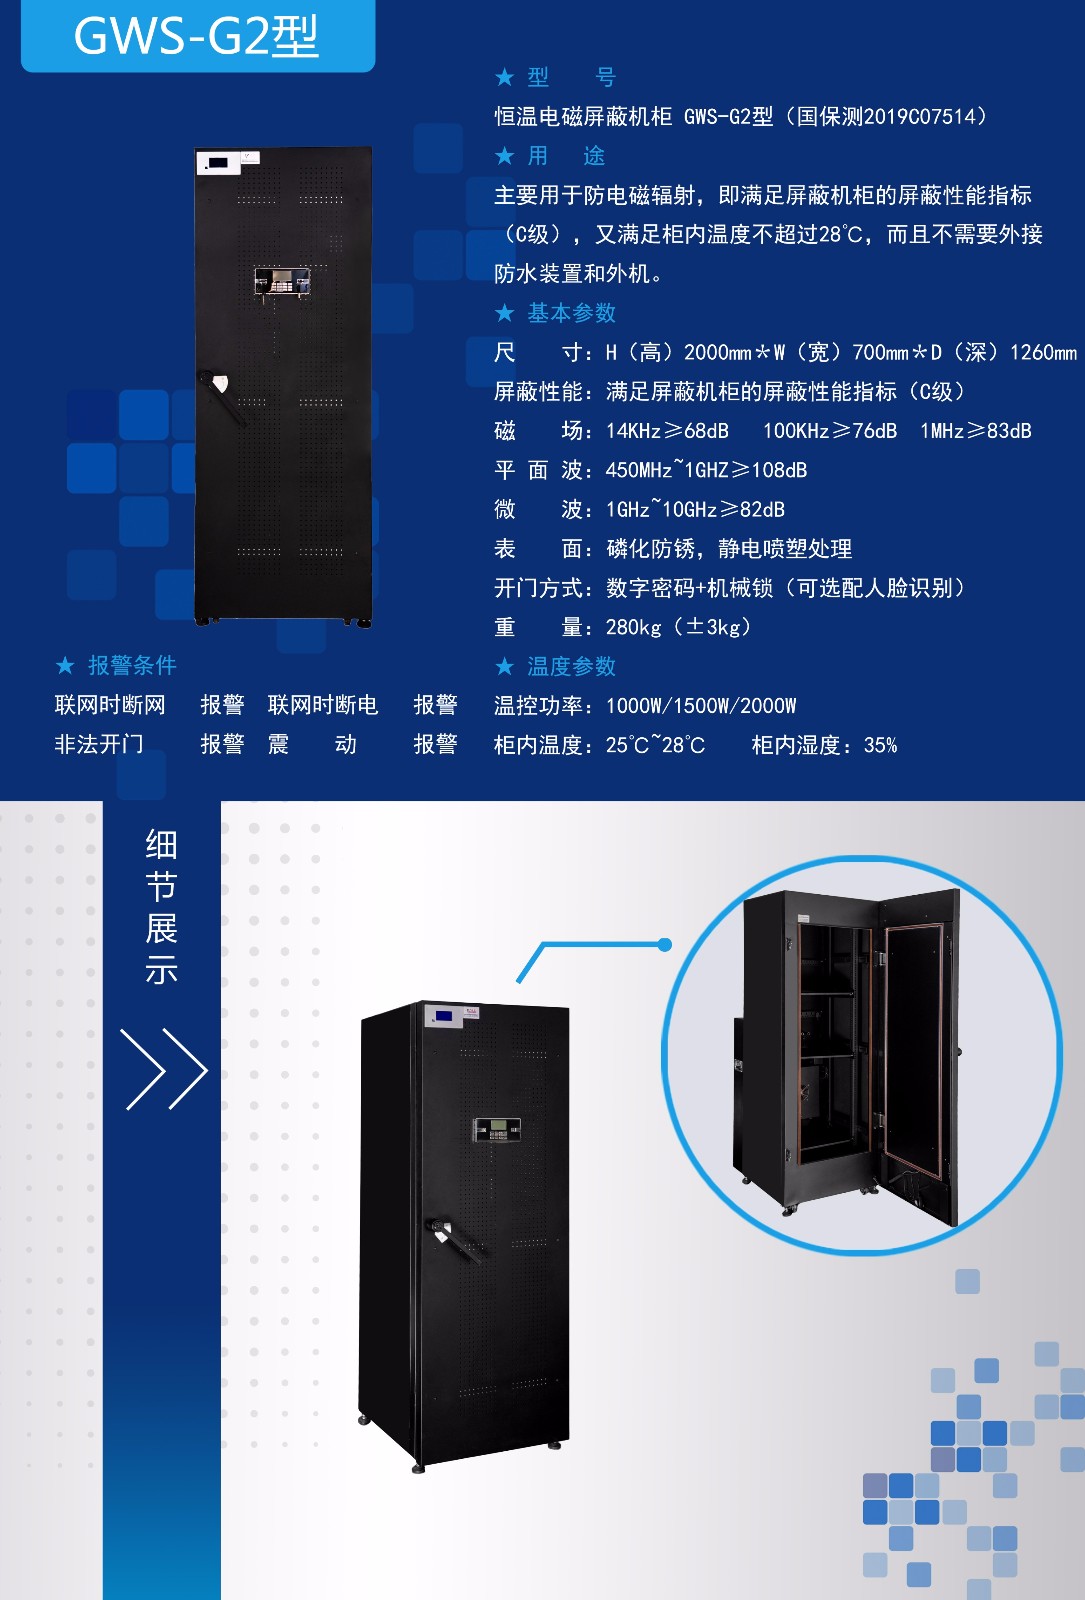 GWS-G2型
★ 型 号
恒温电磁屏蔽机柜 GWS-G2型（国保测2019C07514）
★ 用 途
主要用于防电磁辐射，即满足屏蔽机柜的屏蔽性能指标
（C级），又满足柜内温度不超过28℃，而且不需要外接
防水装置和外机。
★ 基本参数
尺 寸：H（高）2000mm＊W（宽）700mm＊D（深）1260mm
屏蔽性能：满足屏蔽机柜的屏蔽性能指标（C级）
磁 场：14KHz≥68dB 100KHz≥76dB 1MHz≥83dB
平 面 波：450MHz~1GHZ≥108dB
微 波：1GHz~10GHz≥82dB
表 面：磷化防锈，静电喷塑处理
开门方式：数字密码+机械锁（可选配人脸识别）
重 量：280kg（±3kg）
★ 报警条件
联网时断网 报警 联网时断电 报警
非法开门 报警 震 动 报警
★ 温度参数
温控功率：1000W/1500W/2000W
柜内温度：25℃~28℃ 柜内湿度：35%
细节展示